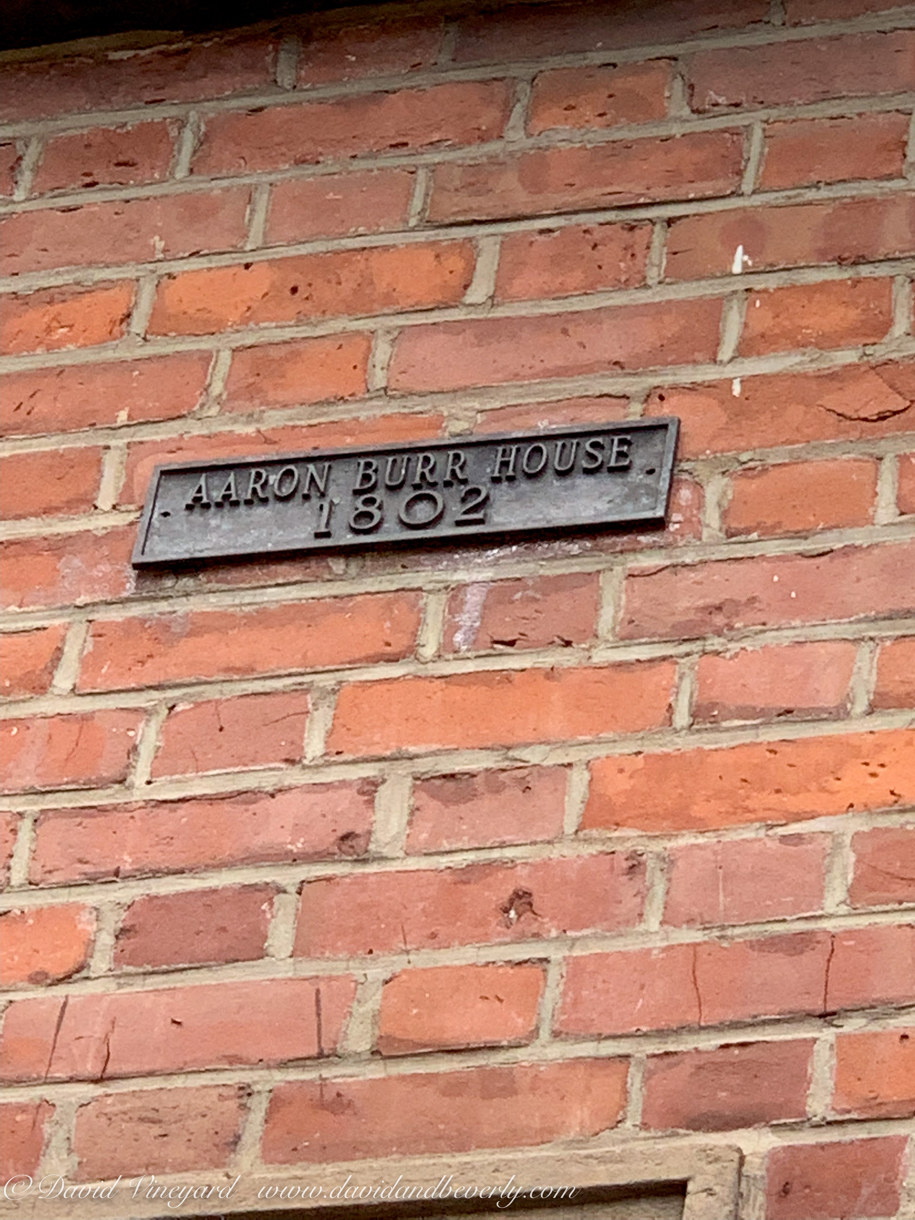 AARON BURR HOUSE
1802
© David Vineyard www.davidandbeverly.com